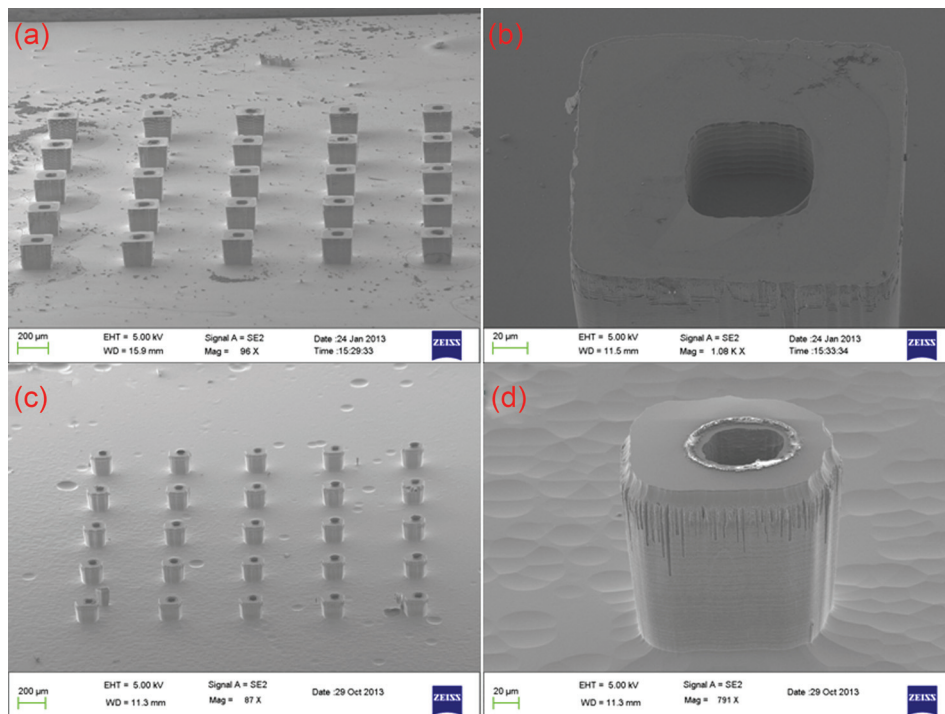 (a)
200 µm
EHT = 5.00 kV
WD = 15.9 mm
Signal A = SE2
Mag = 96 X
Date :24 Jan 2013
Time :15:29:33
ZEISS
(b)
20 µm
EHT = 5.00 kV
WD = 11.5 mm
Signal A = SE2
Mag = 1.08 K X
Date :24 Jan 2013
Time :15:33:34
ZEISS
(c)
200 µm
EHT = 5.00 kV
WD = 11.3 mm
Signal A = SE2
Mag = 87 X
Date :29 Oct 2013
ZEISS
(d)
20 µm
EHT = 5.00 kV
WD = 11.3 mm
Signal A = SE2
Mag = 791 X
Date :29 Oct 2013
ZEISS